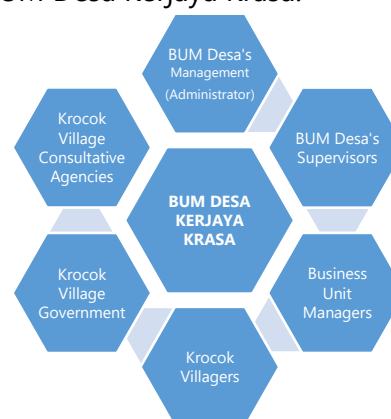 BUM Desa Kerjaya Krasa.
BUM Desa's
Management
(Administrator)
Krocok
Village
Consultative
Agencies
BUM Desa's
Supervisors
BUM DESA
KERJAYA
KRASA
Krocok
Village
Government
Business
Unit
Managers
Krocok
Villagers